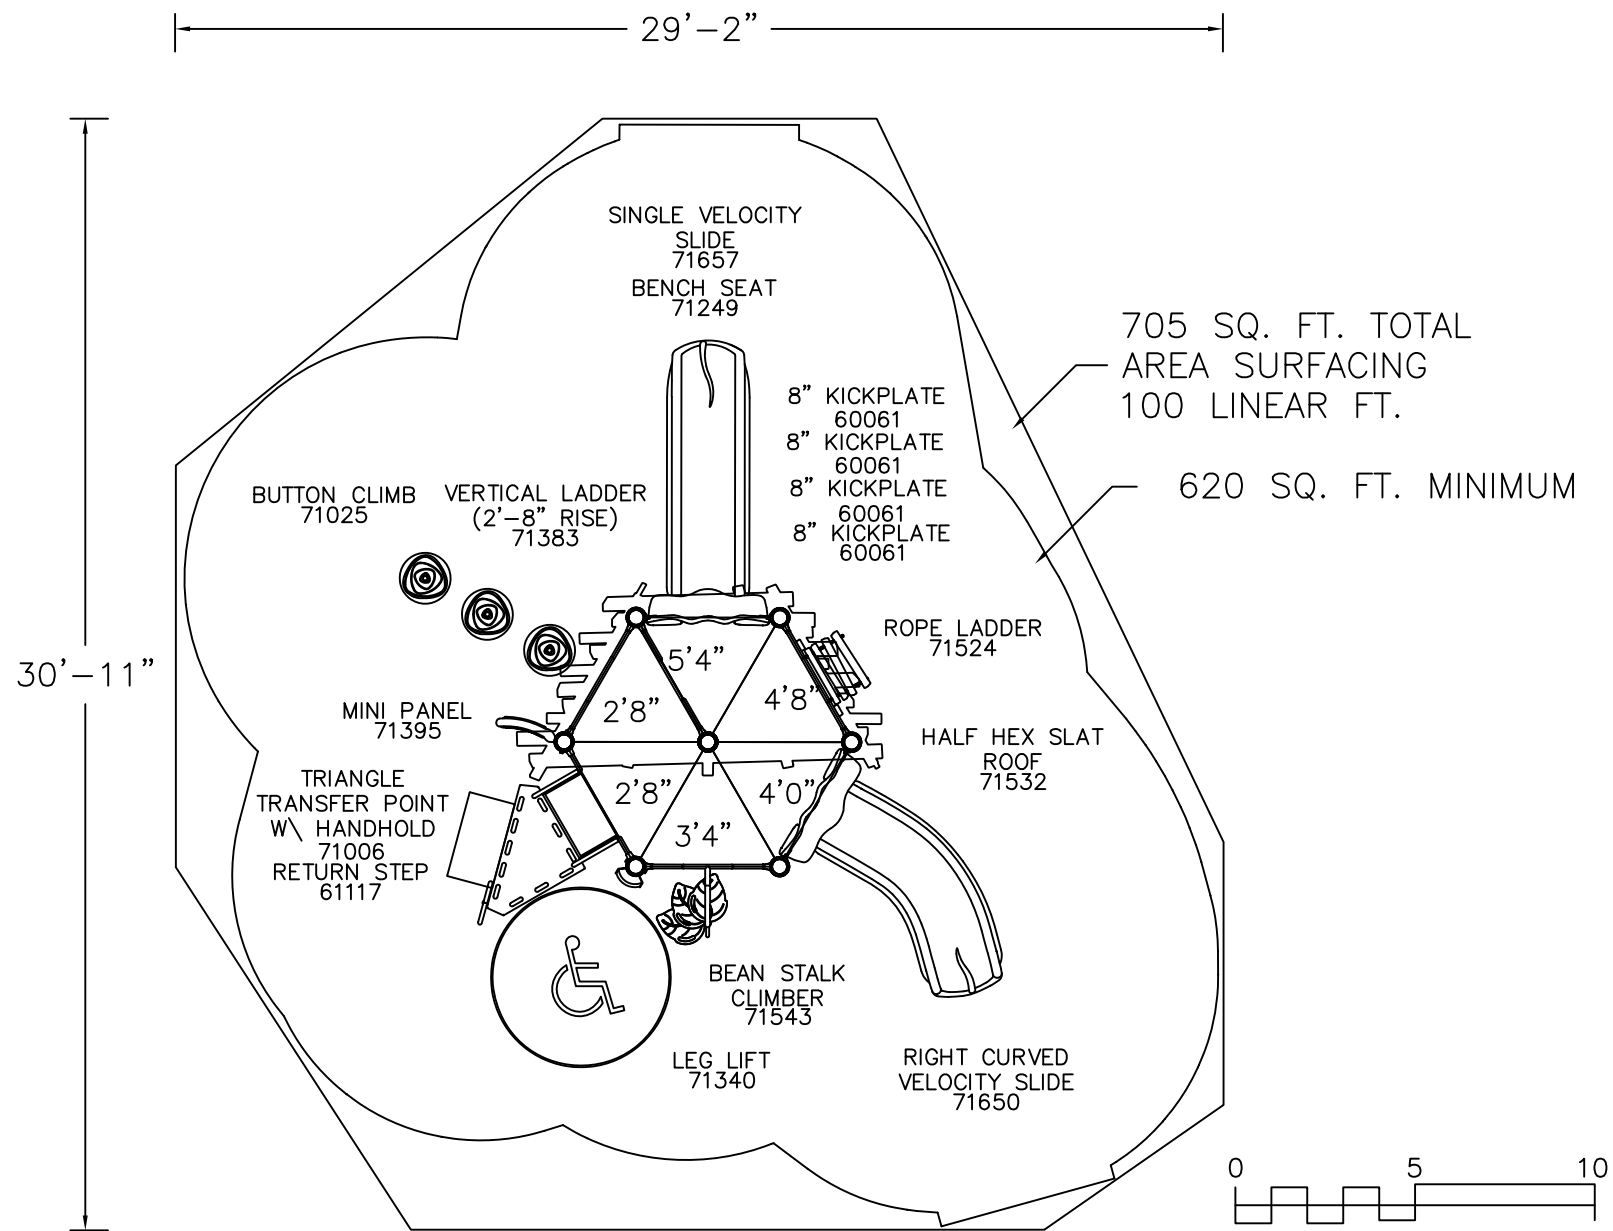 29'-2"
SINGLE VELOCITY
SLIDE
71657
BENCH SEAT
71249
705 SQ. FT. TOTAL
AREA SURFACING
100 LINEAR FT.
8" KICKPLATE
60061
8" KICKPLATE
60061
8" KICKPLATE
60061
8" KICKPLATE
60061
620 SQ. FT. MINIMUM
BUTTON CLIMB
71025
VERTICAL LADDER
(2'-8" RISE)
71383
ROPE LADDER
71524
30'-11"
5'4"
2'8"
4'8"
MINI PANEL
71395
HALF HEX SLAT
ROOF
71532
TRIANGLE
TRANSFER POINT
W\ HANDHOLD
71006
RETURN STEP
61117
2'8"
4'0"
3'4"
BEAN STALK
CLIMBER
71543
LEG LIFT
71340
RIGHT CURVED
VELOCITY SLIDE
71650
0 5 10